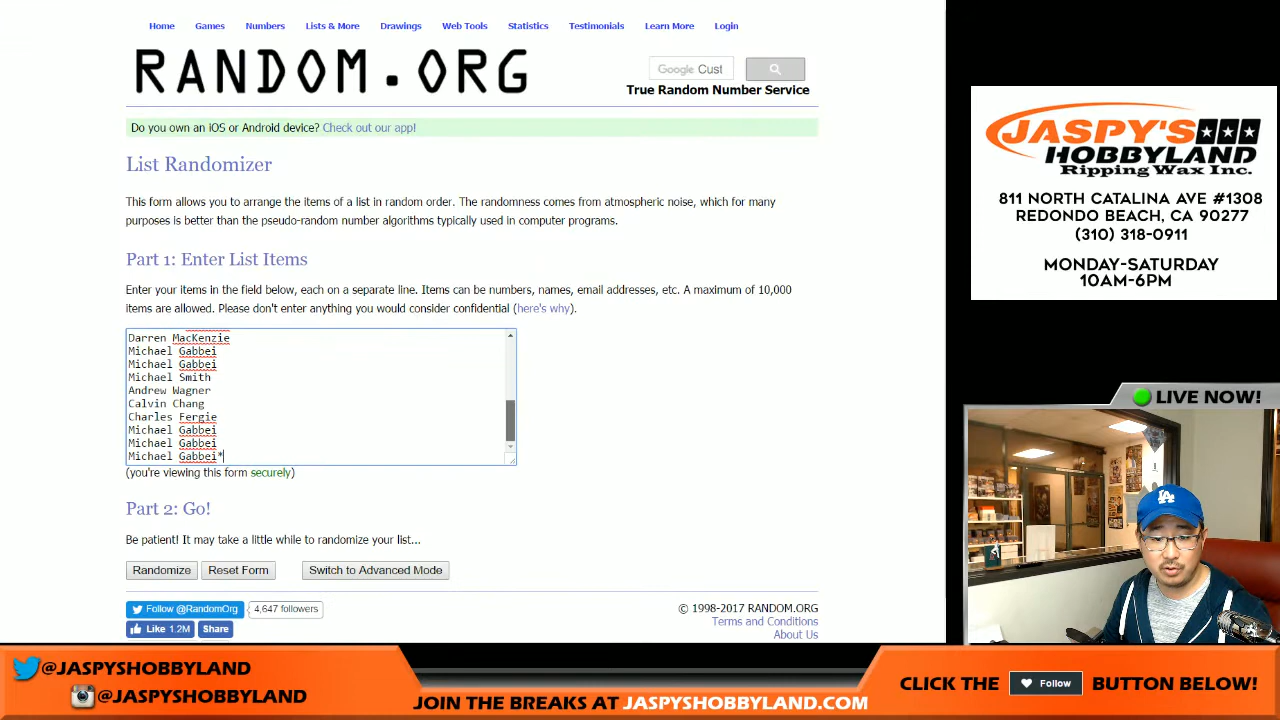 Home Games Numbers Lists & More Drawings Web Tools Statistics Testimonials Learn More Login
RANDOM.ORG
Google Cust
True Random Number Service
Do you own an iOS or Android device? Check out our app!
List Randomizer
This form allows you to arrange the items of a list in random order. The randomness comes from atmospheric noise, which for many
purposes is better than the pseudo-random number algorithms typically used in computer programs.
Part 1: Enter List Items
Enter your items in the field below, each on a separate line. Items can be numbers, names, email addresses, etc. A maximum of 10,000
items are allowed. Please don't enter anything you would consider confidential (here's why).
Darren MacKenzie
Michael Gabbei
Michael Gabbei
Michael Smith
Andrew Wagner
Calvin Chang
Charles Fergie
Michael Gabbei
Michael Gabbei
Michael Gabbei*
(you're viewing this form securely)
Part 2: Go!
Be patient! It may take a little while to randomize your list...
Randomize Reset Form Switch to Advanced Mode
Follow @RandomOrg 4,647 followers
Like 1.2M Share
© 1998-2017 RANDOM.ORG
Terms and Conditions
About Us
JASPY'S
HOBBYLAND
Ripping Wax Inc.
811 NORTH CATALINA AVE #1308
REDONDO BEACH, CA 90277
(310) 318-0911
MONDAY-SATURDAY
10AM-6PM
LIVE NOW!
LA
@JASPYSHOBBYLAND
@JASPYSHOBBYLAND
JOIN THE BREAKS AT JASPYSHOBBYLAND.COM
CLICK THE Follow BUTTON BELOW!